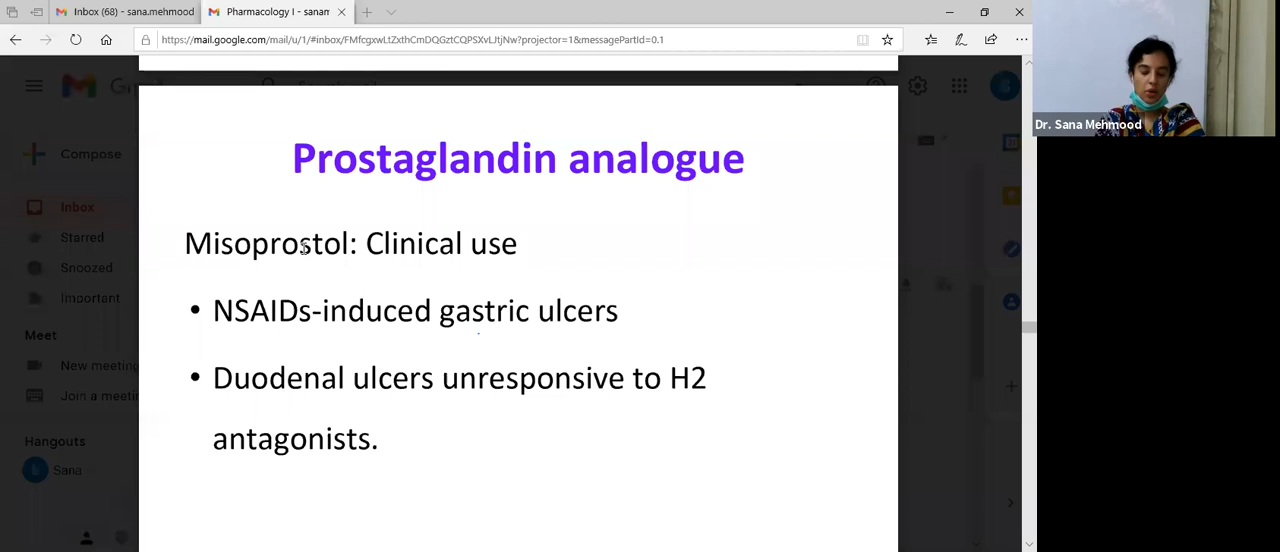 Inbox (68) - sana.mehmood
Pharmacology I - sanam
https://mail.google.com/mail/u/1/#inbox/FMfcgxwLtZxthCmDQGztCQPSXvLJtjNw?projector=1&messagePartId=0.1
Dr. Sana Mehmood
Compose
Inbox
Starred
Snoozed
Important
Meet
New meeting
Join a meetin
Hangouts
Sana
Prostaglandin analogue
Misoprostol: Clinical use
• NSAIDs-induced gastric ulcers
• Duodenal ulcers unresponsive to H2
antagonists.